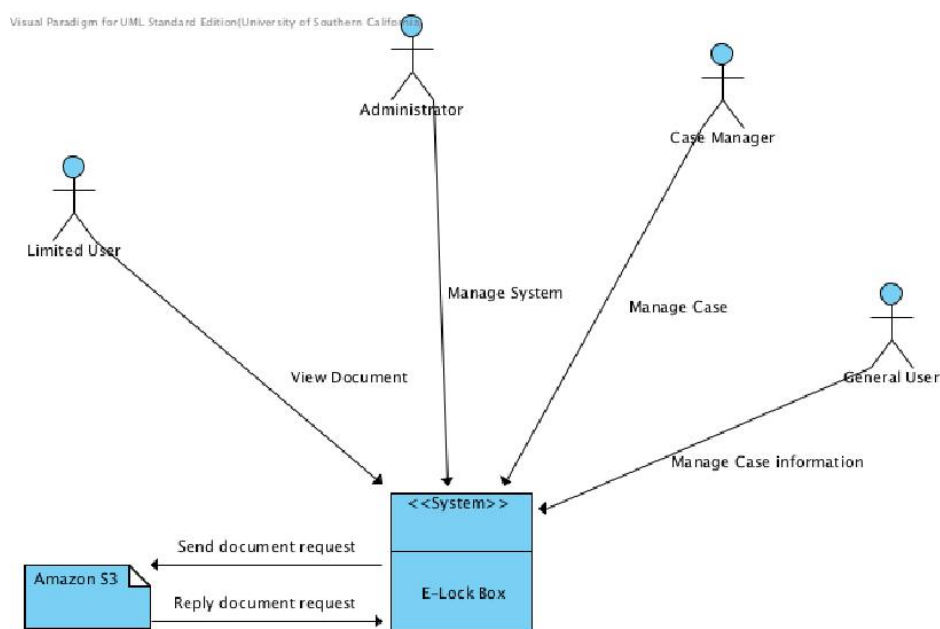 Visual Paradigm for UML Standard Edition(University of Southern California)
Administrator
Case Manager
Limited User
Manage System
Manage Case
General User
View Document
Manage Case information
<<System>>
Send document request
Amazon S3
E-Lock Box
Reply document request